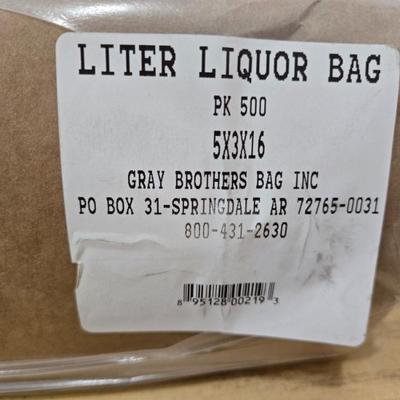 LITER LIQUOR BAG
PK 500
5X3X16
GRAY BROTHERS BAG INC
PO BOX 31-SPRINGDALE AR 72765-0031
800-431-2630
8 95128 00219 3